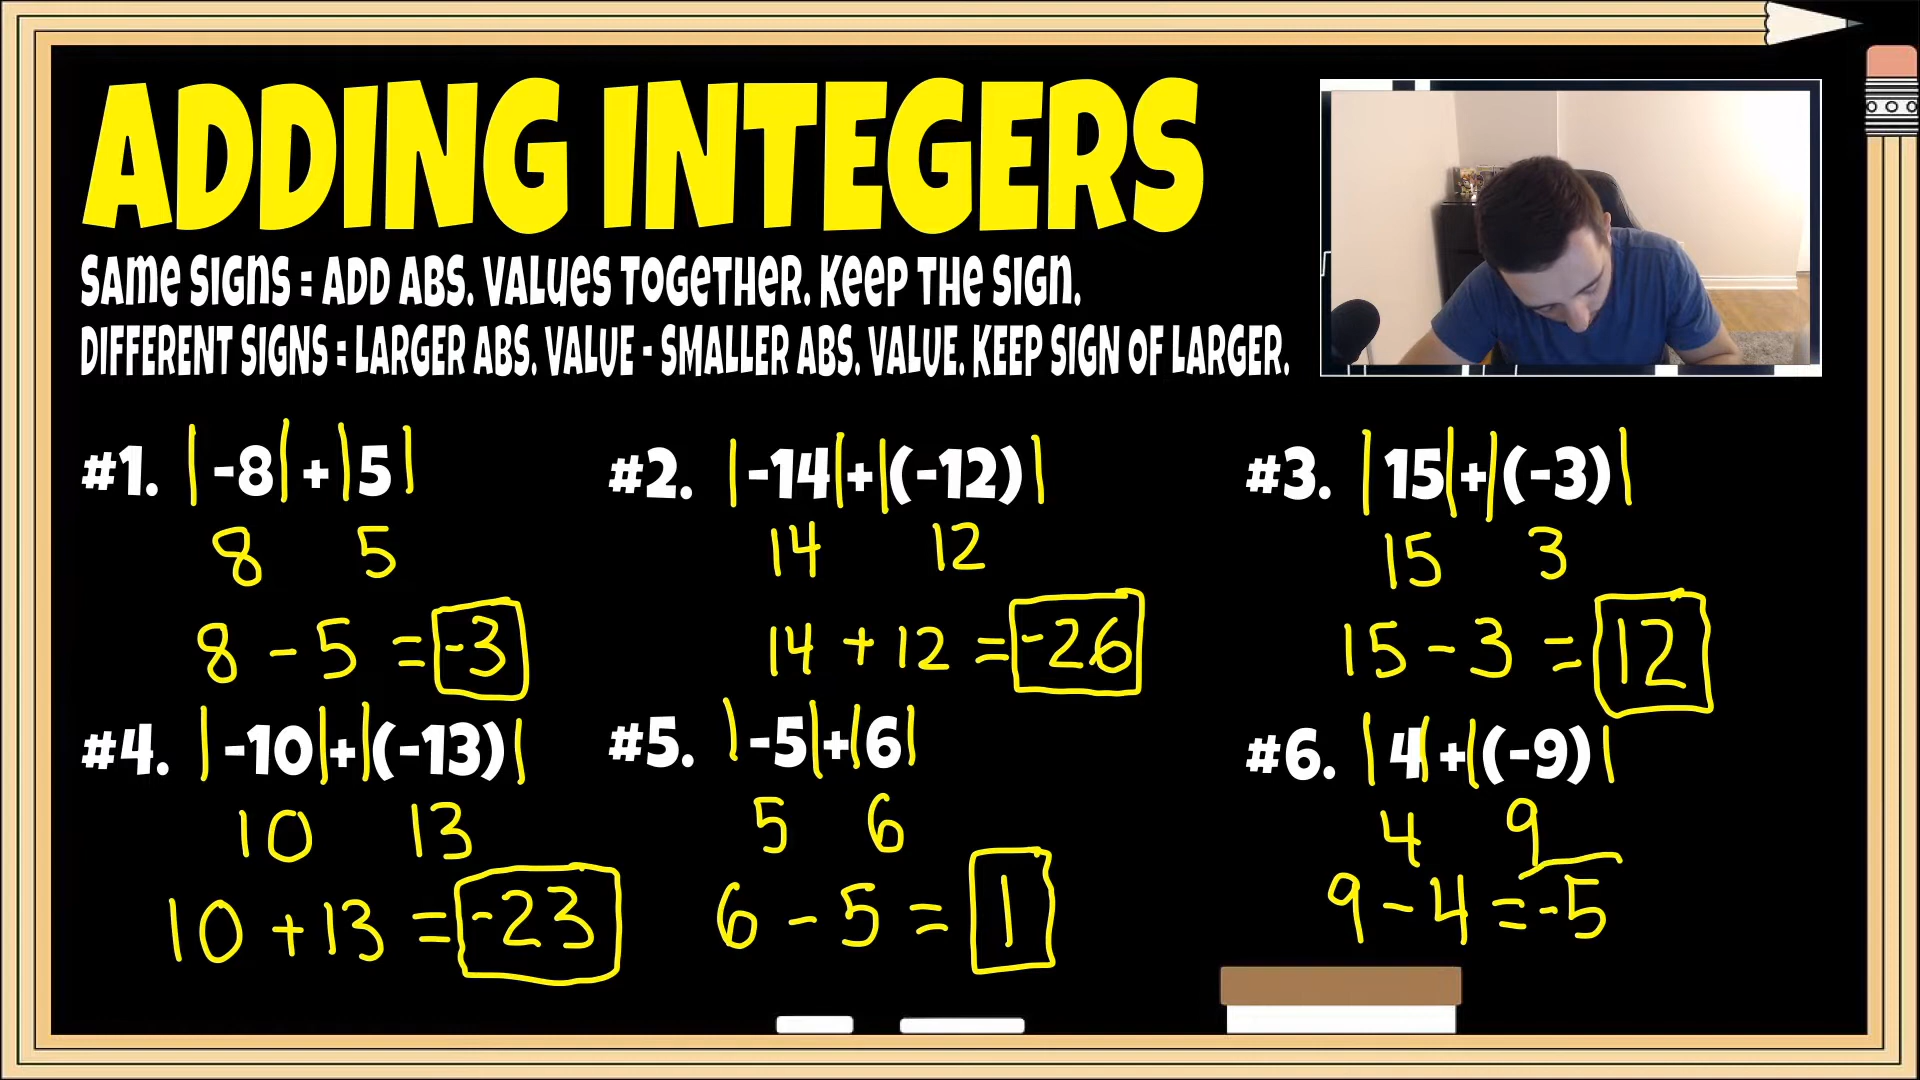 ADDING INTEGERS
SAME SIGNS = ADD ABS. VALUES TOGETHER. KEEP THE SIGN.
DIFFERENT SIGNS = LARGER ABS. VALUE - SMALLER ABS. VALUE. KEEP SIGN OF LARGER.
#1. |-8| + |5|
8 5
8 - 5 = -3
#2. |-14|+|(-12)|
14 12
14 + 12 = -26
#3. |15|+|(-3)|
15 3
15 - 3 = 12
#4. |-10|+|(-13)|
10 13
10 + 13 = -23
#5. |-5|+|6|
5 6
6 - 5 = 1
#6. |4|+|(-9)|
4 9
9 - 4 = -5